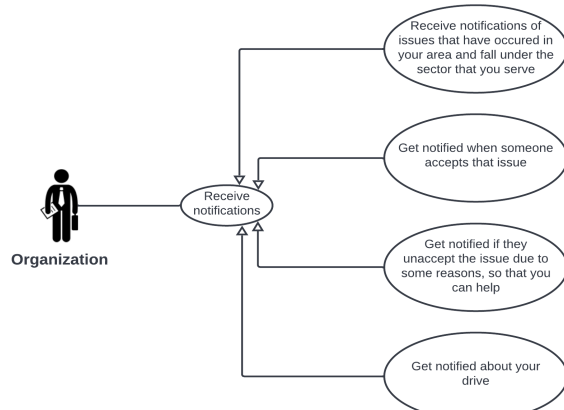 Receive notifications of
issues that have occured in
your area and fall under the
sector that you serve
Get notified when someone
accepts that issue
Receive
notifications
Organization
Get notified if they
unaccept the issue due to
some reasons, so that you
can help
Get notified about your
drive